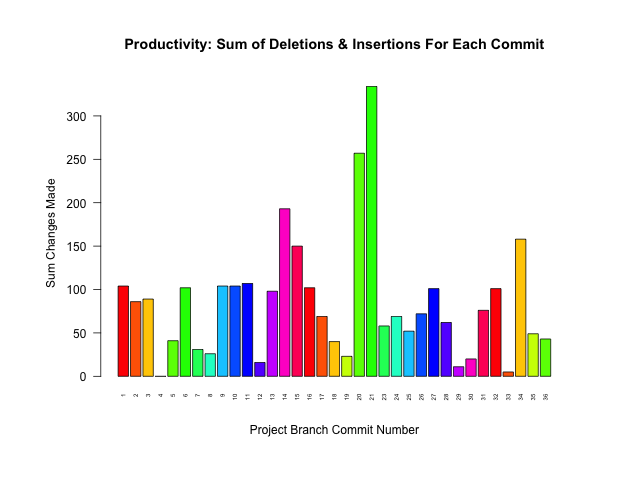 Productivity: Sum of Deletions & Insertions For Each Commit
Sum Changes Made
300
250
200
150
100
50
0
1 2 3 4 5 6 7 8 9 10 11 12 13 14 15 16 17 18 19 20 21 22 23 24 25 26 27 28 29 30 31 32 33 34 35 36
Project Branch Commit Number